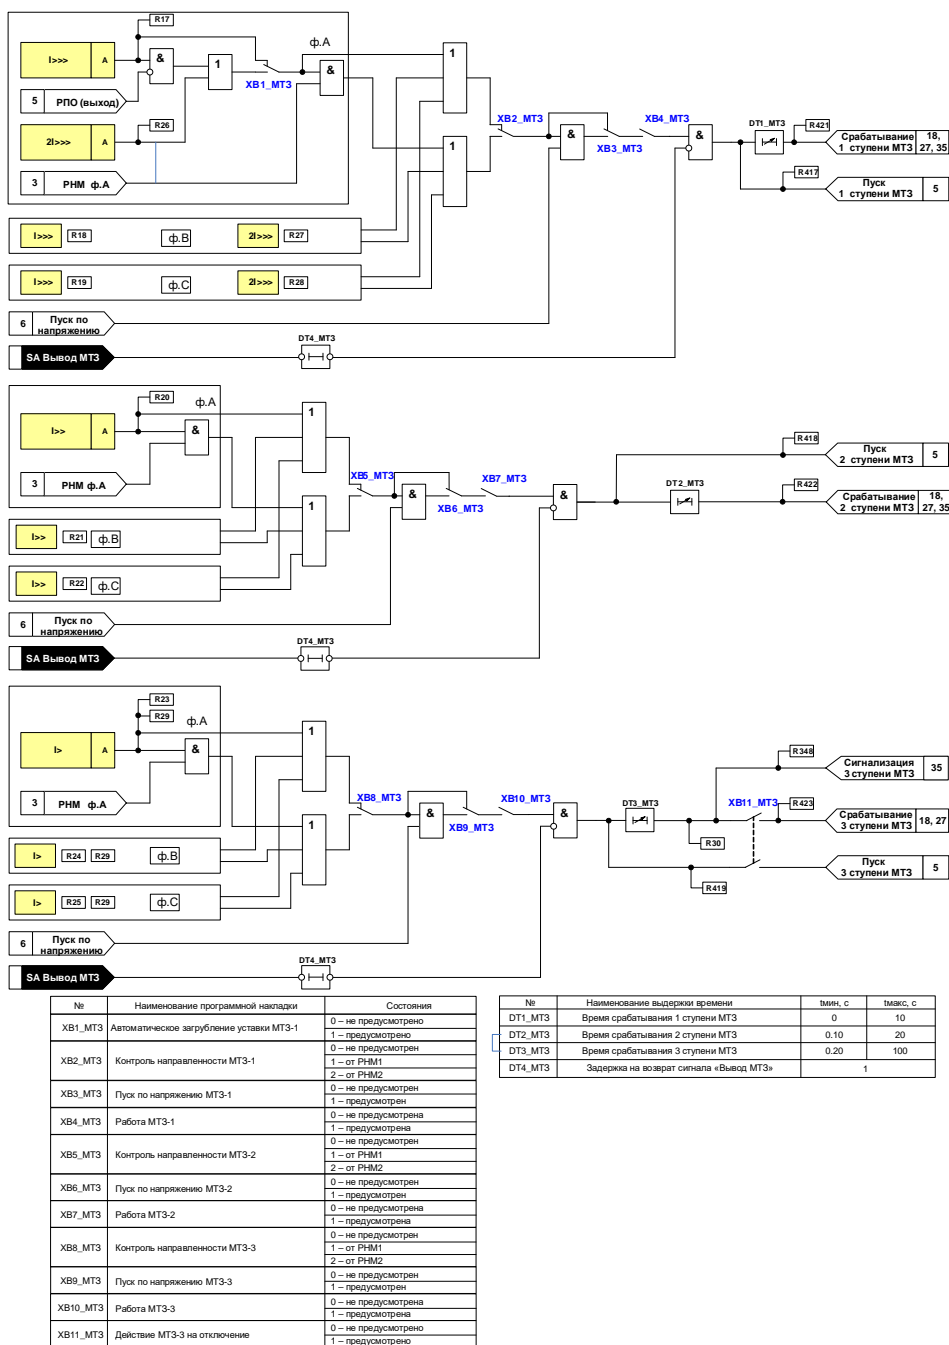 R17
ф.А
I>>> А
&
1
XB1_МТЗ
&
1
5 РПО (выход)
R26
2I>>> А
3 РНМ ф.А
1
XB2_МТЗ
&
XB3_МТЗ
XB4_МТЗ
&
DT1_МТЗ
R421
Срабатывание
1 ступени МТЗ
18,
27, 35
R417
Пуск
1 ступени МТЗ
5
I>>> R18 ф.В 2I>>> R27
I>>> R19 ф.С 2I>>> R28
6 Пуск по
напряжению
DT4_МТЗ
SA Вывод МТЗ
R20
ф.А
I>> А
&
1
3 РНМ ф.А
1
XB5_МТЗ
&
XB6_МТЗ
XB7_МТЗ
&
R418
Пуск
2 ступени МТЗ
5
DT2_МТЗ
R422
Срабатывание
2 ступени МТЗ
18,
27, 35
I>> R21 ф.В
I>> R22 ф.С
6 Пуск по
напряжению
DT4_МТЗ
SA Вывод МТЗ
R23
R29
ф.А
I> А
&
1
3 РНМ ф.А
1
XB8_МТЗ
&
XB9_МТЗ
XB10_МТЗ
&
DT3_МТЗ
R348
Сигнализация
3 ступени МТЗ
35
XB11_МТЗ
R423
Срабатывание
3 ступени МТЗ
18, 27
R30
R419
Пуск
3 ступени МТЗ
5
I> R24 R29 ф.В
I> R25 R29 ф.С
6 Пуск по
напряжению
DT4_МТЗ
SA Вывод МТЗ
№ Наименование программной накладки Состояния
XB1_МТЗ Автоматическое загрубление уставки МТЗ-1
0 – не предусмотрено
1 – предусмотрено
XB2_МТЗ Контроль направленности МТЗ-1
0 – не предусмотрен
1 – от РНМ1
2 – от РНМ2
XB3_МТЗ Пуск по напряжению МТЗ-1
0 – не предусмотрен
1 – предусмотрен
XB4_МТЗ Работа МТЗ-1
0 – не предусмотрена
1 – предусмотрена
XB5_МТЗ Контроль направленности МТЗ-2
0 – не предусмотрен
1 – от РНМ1
2 – от РНМ2
XB6_МТЗ Пуск по напряжению МТЗ-2
0 – не предусмотрен
1 – предусмотрен
XB7_МТЗ Работа МТЗ-2
0 – не предусмотрена
1 – предусмотрена
XB8_МТЗ Контроль направленности МТЗ-3
0 – не предусмотрен
1 – от РНМ1
2 – от РНМ2
XB9_МТЗ Пуск по напряжению МТЗ-3
0 – не предусмотрен
1 – предусмотрен
XB10_МТЗ Работа МТЗ-3
0 – не предусмотрена
1 – предусмотрена
XB11_МТЗ Действие МТЗ-3 на отключение
0 – не предусмотрено
1 – предусмотрено
№ Наименование выдержки времени tмин, с tмакс, с
DT1_МТЗ Время срабатывания 1 ступени МТЗ 0 10
DT2_МТЗ Время срабатывания 2 ступени МТЗ 0.10 20
DT3_МТЗ Время срабатывания 3 ступени МТЗ 0.20 100
DT4_МТЗ Задержка на возврат сигнала «Вывод МТЗ» 1